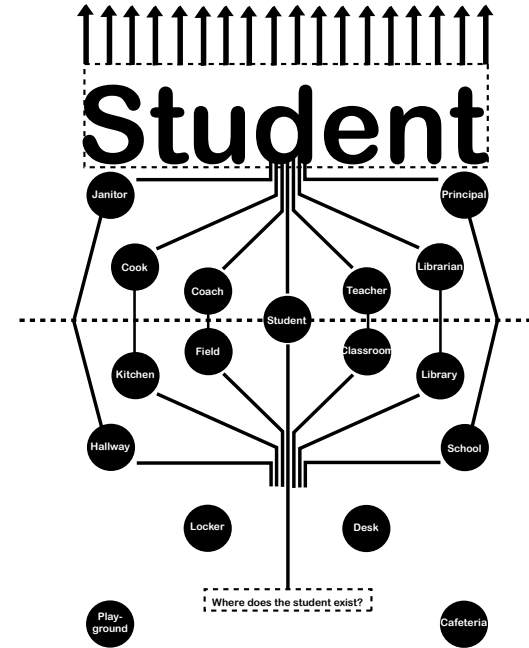 Student
Janitor
Principal
Cook
Librarian
Coach
Teacher
Student
Field
Classroom
Kitchen
Library
Hallway
School
Locker
Desk
Where does the student exist?
Play-
ground
Cafeteria